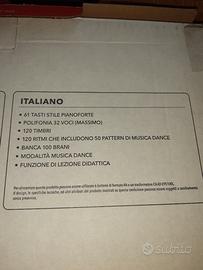 ITALIANO
• 61 TASTI STILE PIANOFORTE
• POLIFONIA 32 VOCI (MASSIMO)
• 120 TIMBRI
• 120 RITMI CHE INCLUDONO 50 PATTERN DI MUSICA DANCE
• BANCA 100 BRANI
• MODALITÀ MUSICA DANCE
• FUNZIONE DI LEZIONE DIDATTICA
subito